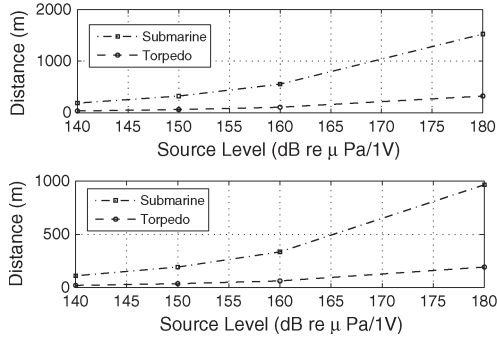 2000
1000
0
Distance (m)
Submarine
Torpedo
140 145 150 155 160 165 170 175 180
Source Level (dB re μ Pa/1V)
1000
500
0
Distance (m)
Submarine
Torpedo
140 145 150 155 160 165 170 175 180
Source Level (dB re μ Pa/1V)